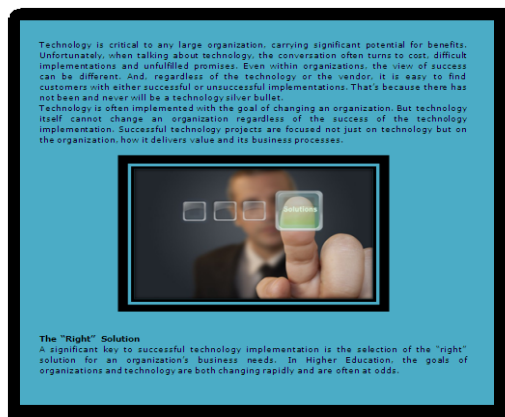 Technology is critical to any large organization, carrying significant potential for benefits.
Unfortunately, when talking about technology, the conversation often turns to cost, difficult
implementations and unfulfilled promises. Even within organizations, the view of success
can be different. And, regardless of the technology or the vendor, it is easy to find
customers with either successful or unsuccessful implementations. That's because there has
not been and never will be a technology silver bullet.
Technology is often implemented with the goal of changing an organization. But technology
itself cannot change an organization regardless of the success of the technology
implementation. Successful technology projects are focused not just on technology but on
the organization, how it delivers value and its business processes.
Solutions
The "Right" Solution
A significant key to successful technology implementation is the selection of the "right"
solution for an organization's business needs. In Higher Education, the goals of
organizations and technology are both changing rapidly and are often at odds.